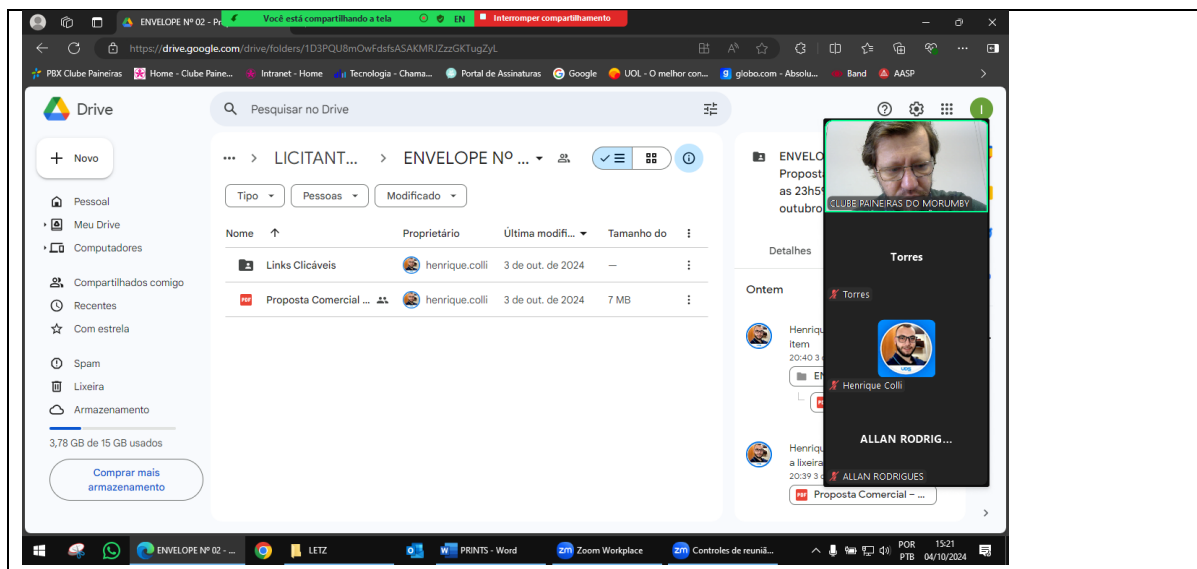 ENVELOPE Nº 02 - Pr
Você está compartilhando a tela
EN
Interromper compartilhamento
https://drive.google.com/drive/folders/1D3PQU8mOwFdsfsASAKMRJZzzGKTugZyL
PBX Clube Paineiras
Home - Clube Paine...
Intranet - Home
Tecnologia - Chama...
Portal de Assinaturas
Google
UOL - O melhor con...
globo.com - Absolu...
Band
AASP
Drive
Pesquisar no Drive
Novo
LICITANT...
ENVELOPE Nº ...
Tipo
Pessoas
Modificado
Pessoal
Meu Drive
Computadores
Compartilhados comigo
Recentes
Com estrela
Spam
Lixeira
Armazenamento
3,78 GB de 15 GB usados
Comprar mais
armazenamento
Nome
Proprietário
Última modifi...
Tamanho do
Links Clicáveis
henrique.colli
3 de out. de 2024
—
Proposta Comercial ...
henrique.colli
3 de out. de 2024
7 MB
ENVELO
Propost
as 23h59
outubro
Detalhes
Ontem
Henriqu
item
20:40 3
EN
Henriqu
a lixeira
20:39 3
Proposta Comercial – ...
I
CLUBE PAINEIRAS DO MORUMBY
Torres
Torres
Henrique Colli
ALLAN RODRIG...
ALLAN RODRIGUES
ENVELOPE Nº 02 - ...
LETZ
PRINTS - Word
Zoom Workplace
Controles de reuniã...
POR
PTB
15:21
04/10/2024